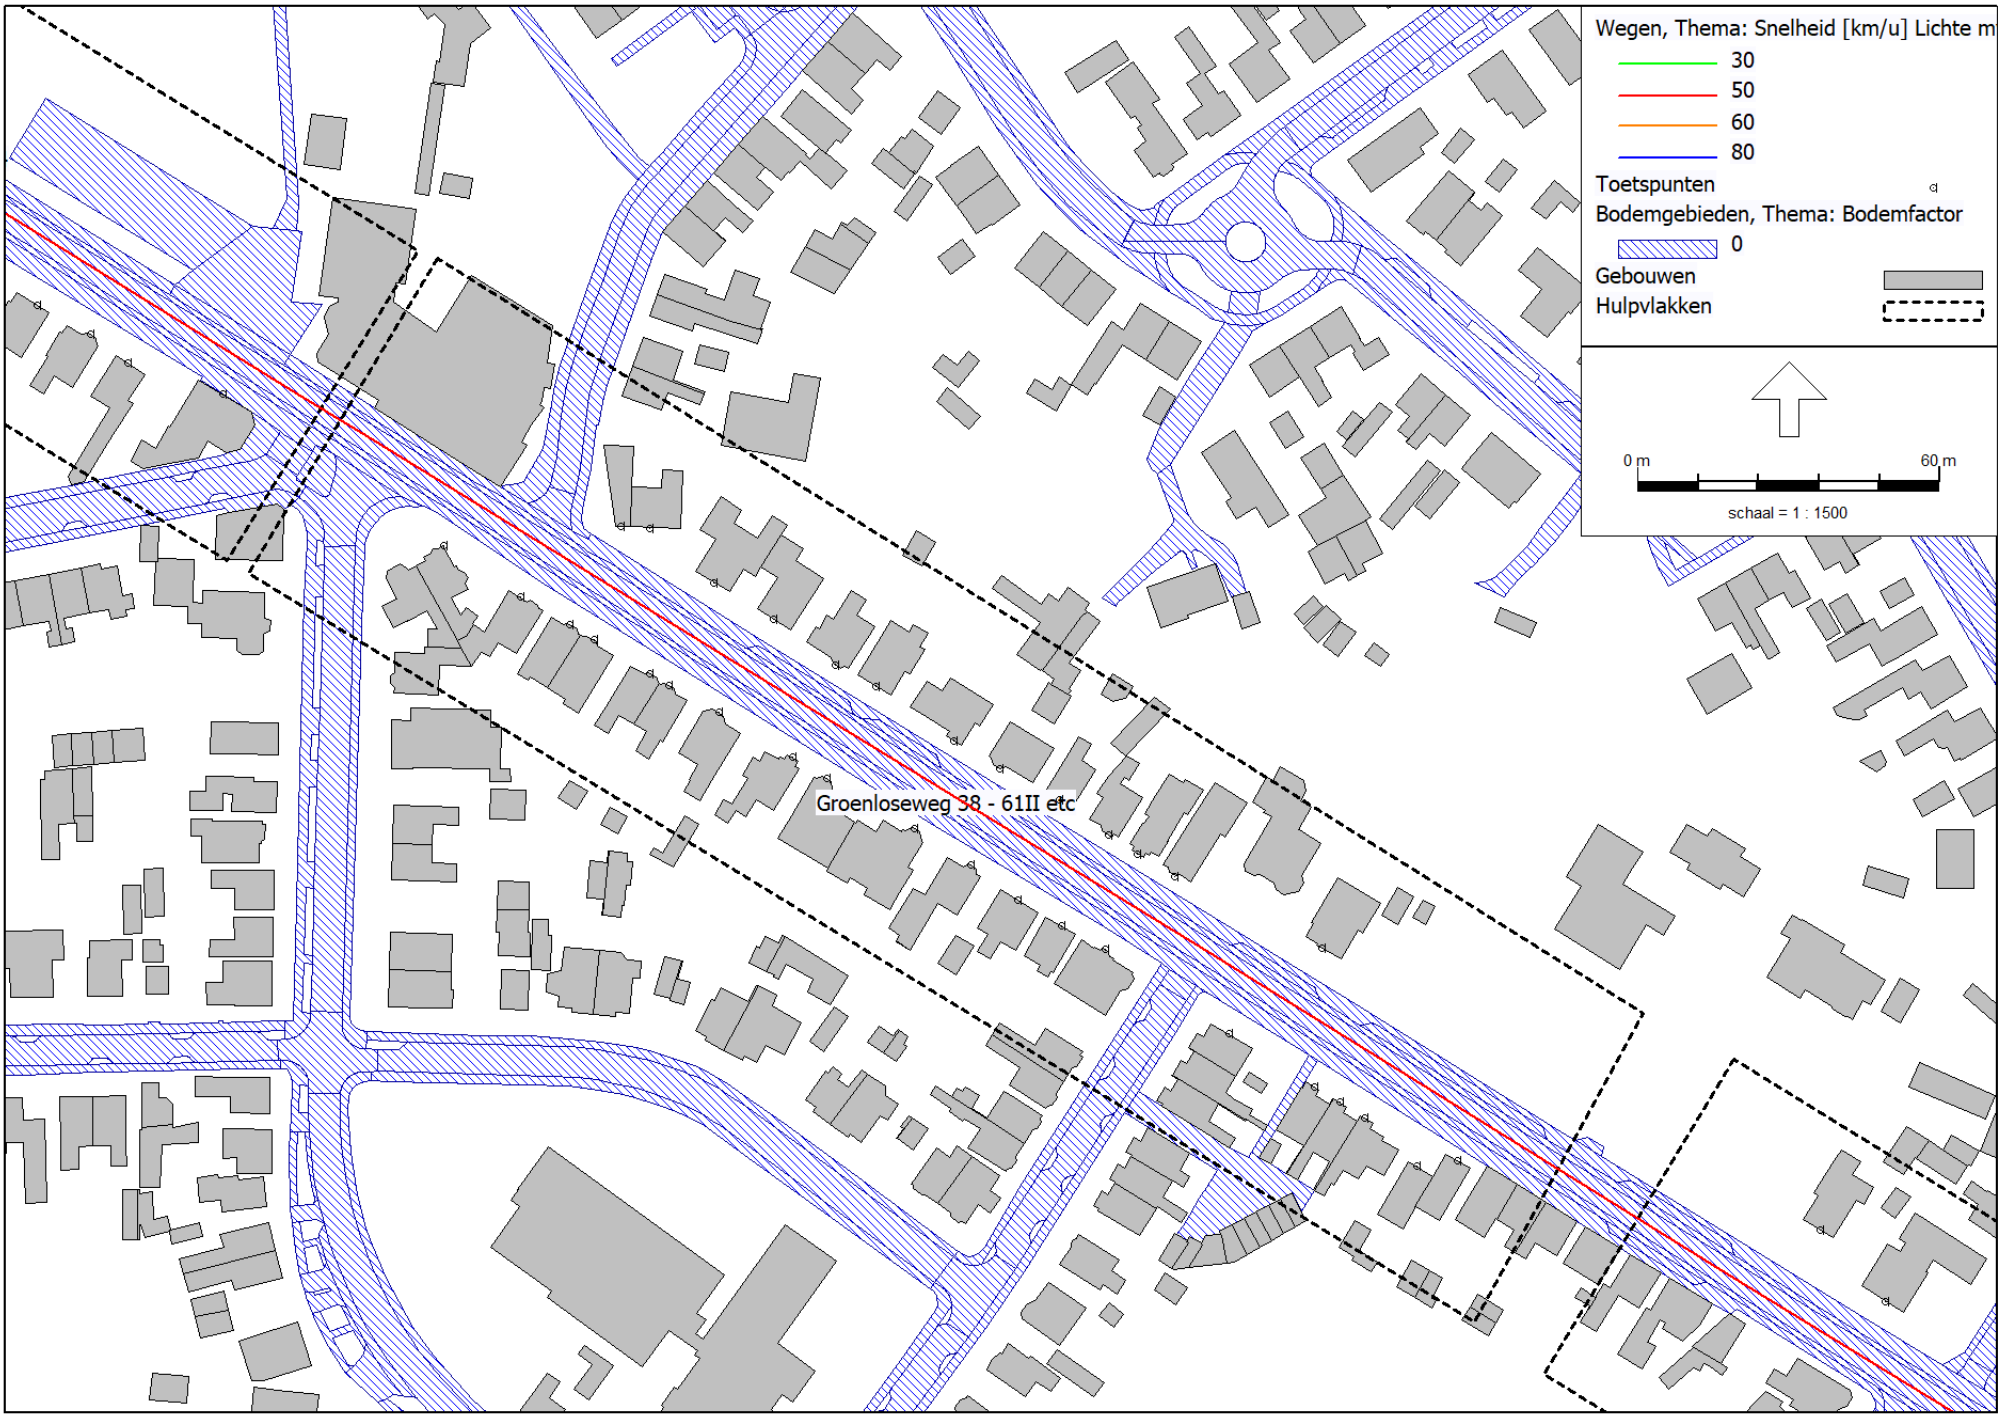 Wegen, Thema: Snelheid [km/u] Lichte m
30
50
60
80
Toetspunten
Bodemgebieden, Thema: Bodemfactor
0
Gebouwen
Hulpvlakken
0 m 60 m
schaal = 1 : 1500
Groenloseweg 38 - 61II etc